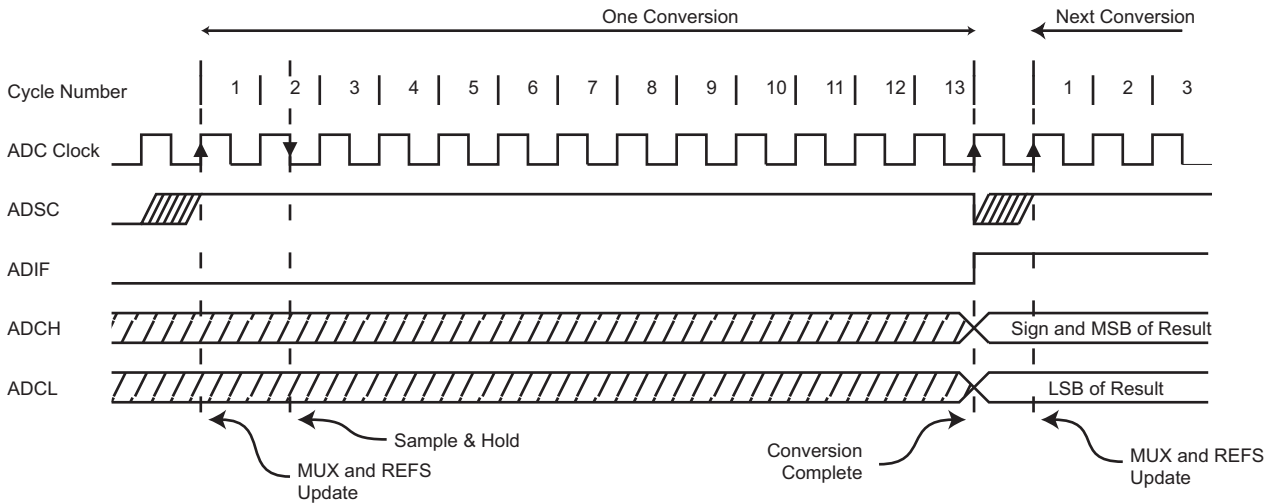 One Conversion
Next Conversion
Cycle Number
1 2 3 4 5 6 7 8 9 10 11 12 13 1 2 3
ADC Clock
ADSC
ADIF
ADCH
Sign and MSB of Result
ADCL
LSB of Result
Sample & Hold
MUX and REFS
Update
Conversion
Complete
MUX and REFS
Update